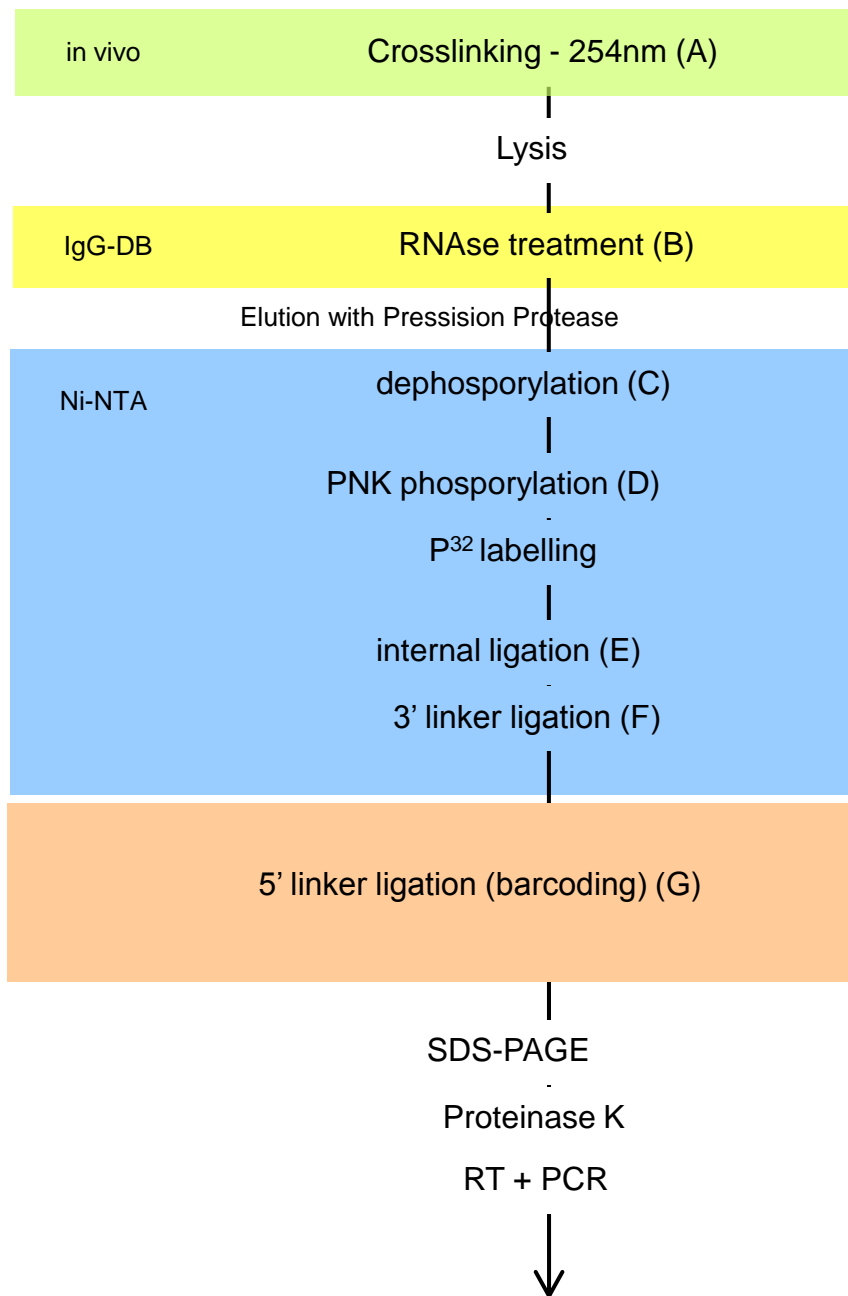 in vivo Crosslinking - 254nm (A)
Lysis
IgG-DB RNAse treatment (B)
Elution with Pressision Protease
Ni-NTA dephosporylation (C)
PNK phosporylation (D)
P³² labelling
internal ligation (E)
3’ linker ligation (F)
5’ linker ligation (barcoding) (G)
SDS-PAGE
Proteinase K
RT + PCR